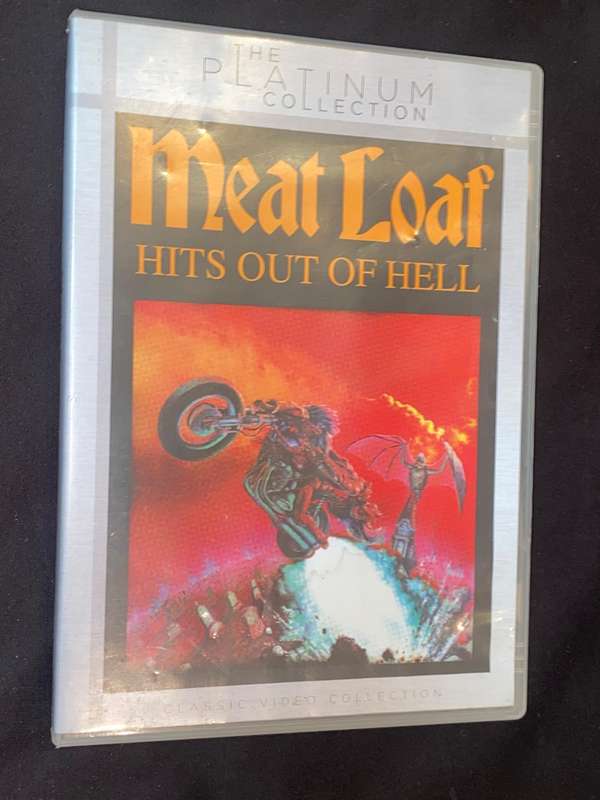 THE
PLATINUM
COLLECTION
Meat Loaf
HITS OUT OF HELL
CLASSIC VIDEO COLLECTION